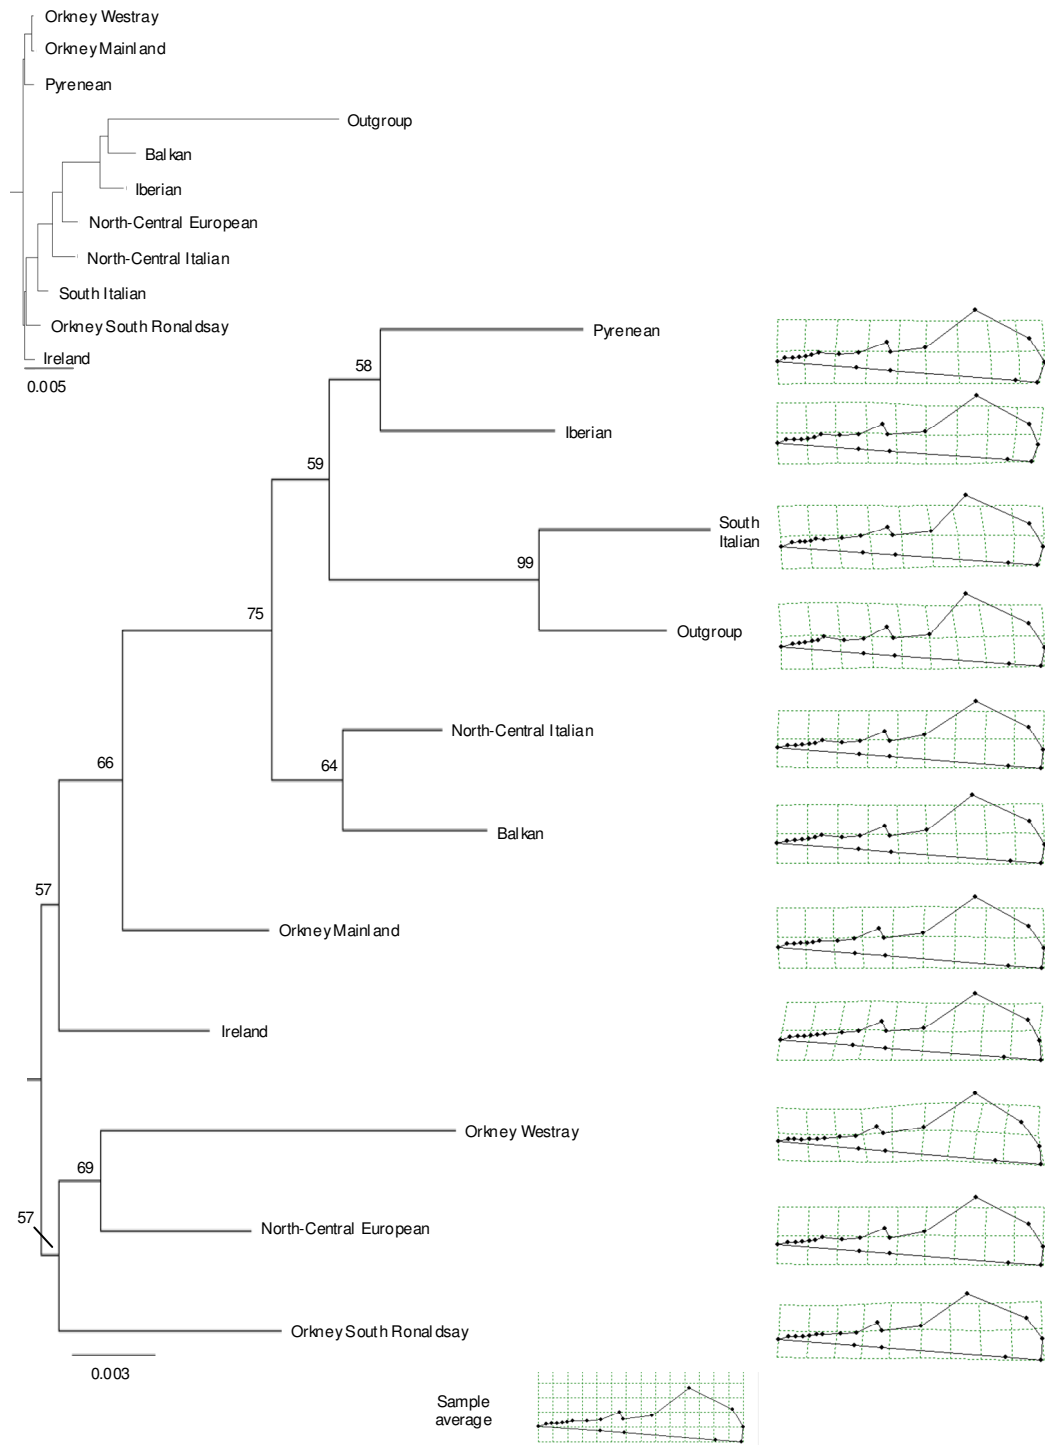 Orkney Westray
Orkney Mainland
Pyrenean
Outgroup
Balkan
Iberian
North-Central European
North-Central Italian
South Italian
Orkney South Ronaldsay
Ireland
0.005
Pyrenean
58
Iberian
59
South
Italian
99
Outgroup
75
North-Central Italian
64
66
Balkan
57
Orkney Mainland
Ireland
Orkney Westray
69
57
North-Central European
Orkney South Ronaldsay
0.003
Sample
average